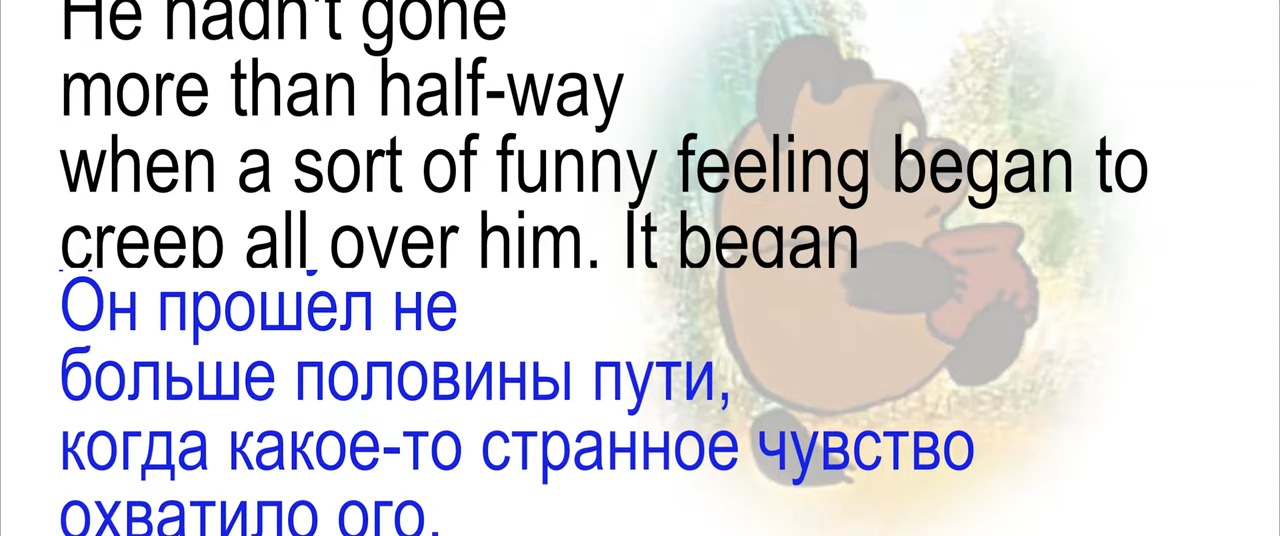 He hadn't gone
more than half-way
when a sort of funny feeling began to
creep all over him. It began
Он прошёл не
больше половины пути,
когда какое-то странное чувство
охватило ого.